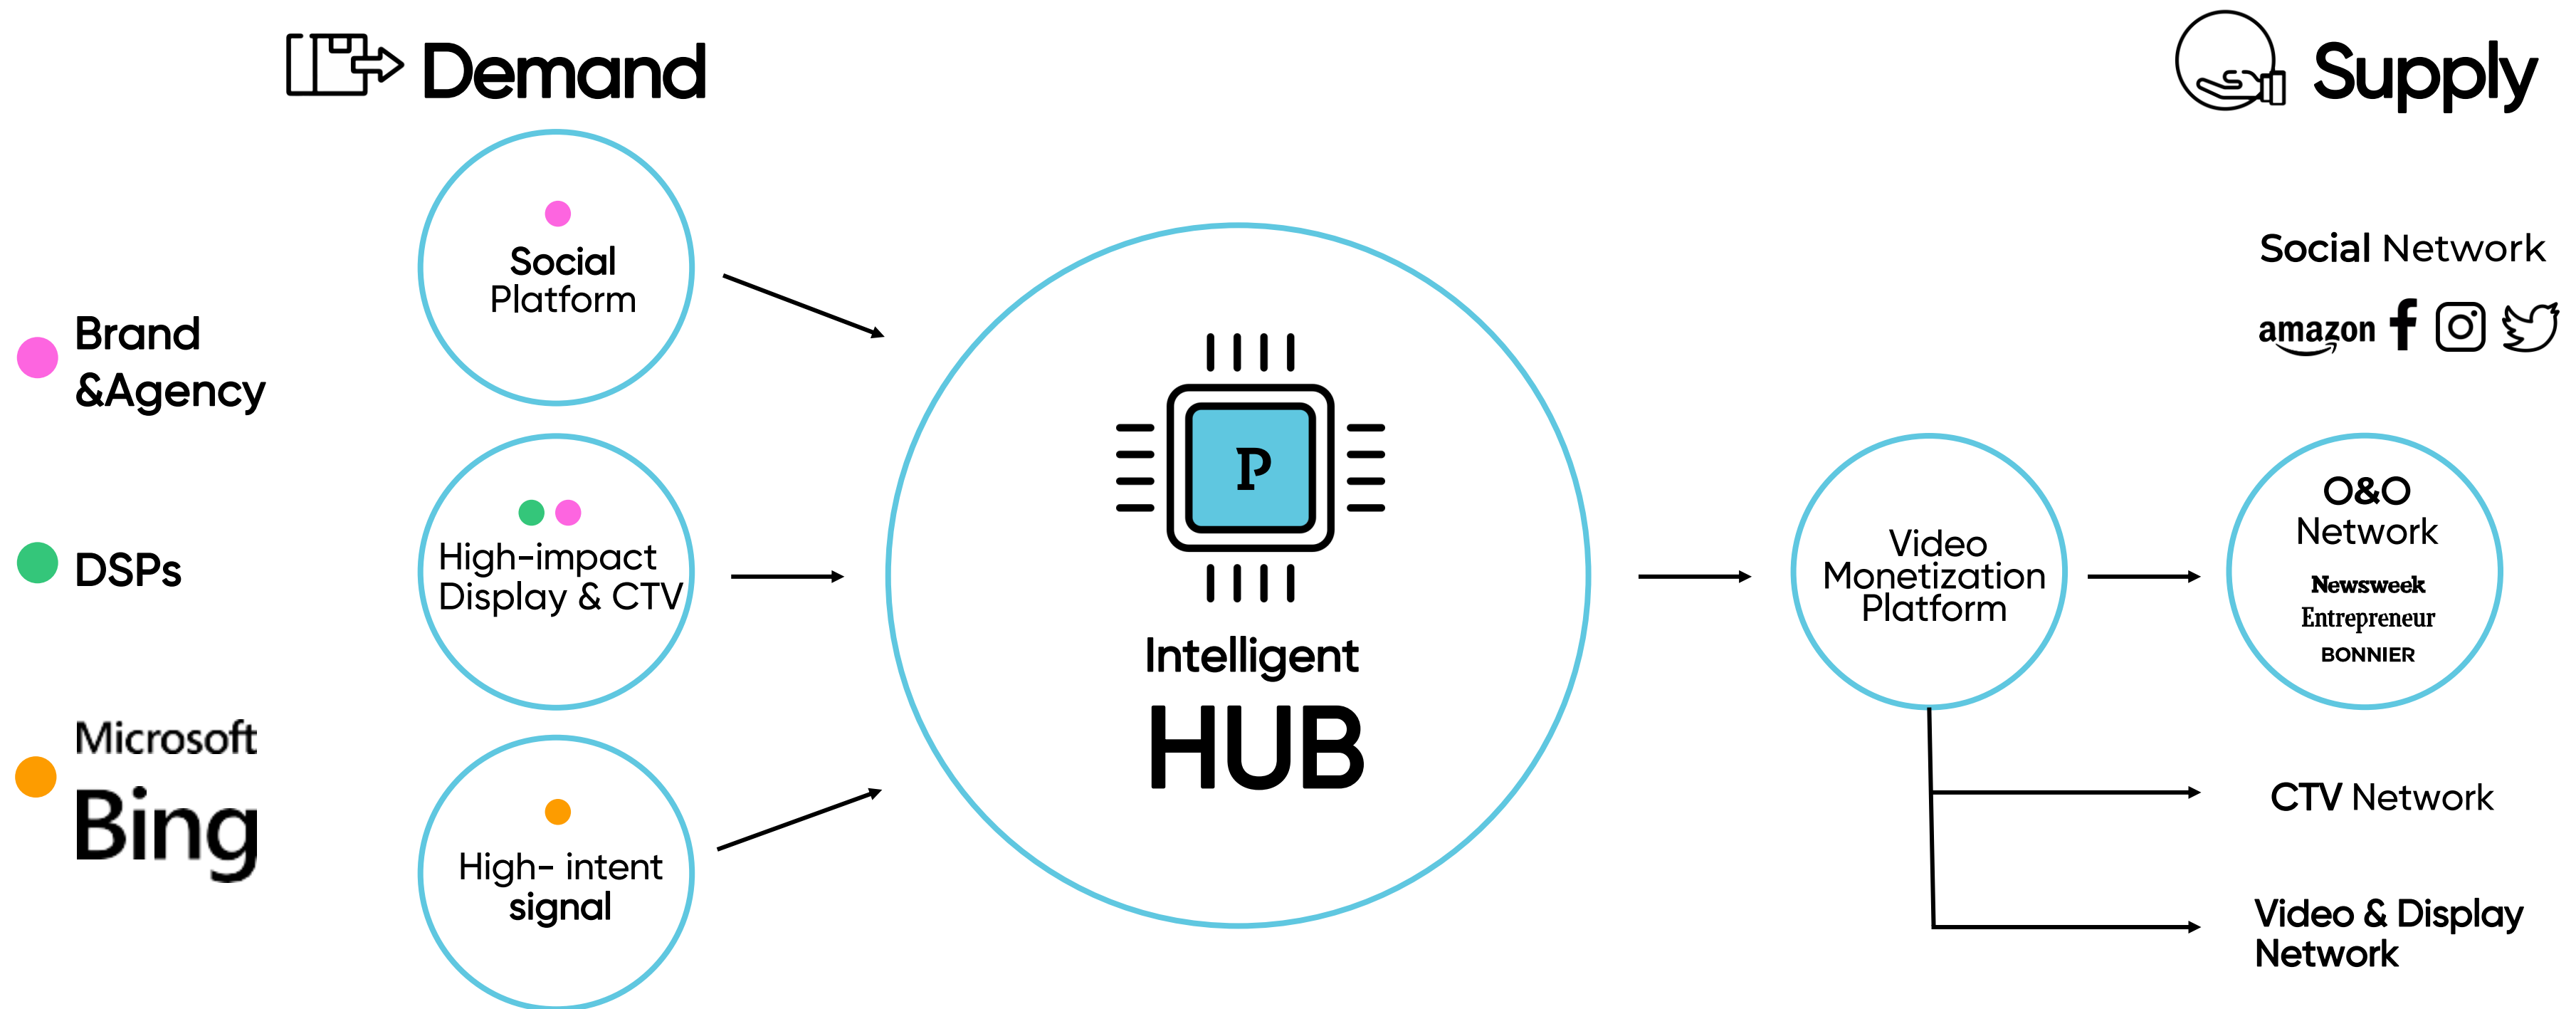 Demand
Supply
Brand
&Agency
DSPs
Microsoft
Bing
Social
Platform
High-impact
Display & CTV
High- intent
signal
P
Intelligent
HUB
Video
Monetization
Platform
Social Network
amazon
O&O
Network
Newsweek
Entrepreneur
BONNIER
CTV Network
Video & Display
Network